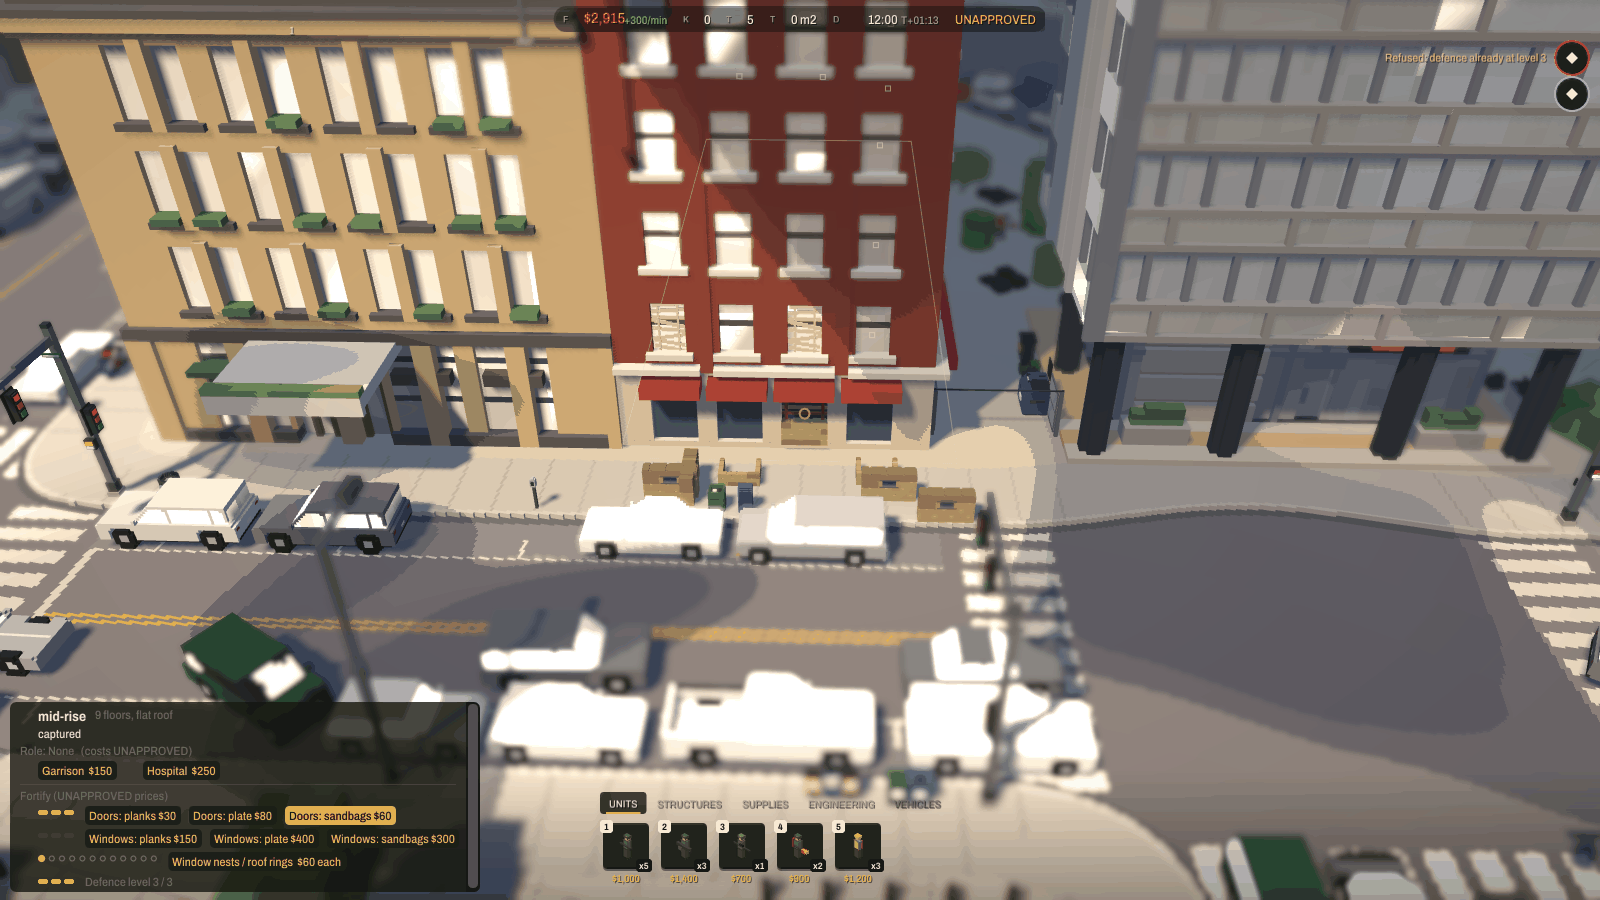 F $2,915 +300/min K 0 T 5 T 0 m2 D 12:00 T+01:13 UNAPPROVED
Refused: defence already at level 3
mid-rise 9 floors, flat roof
captured
Role: None (costs UNAPPROVED)
Garrison $150 Hospital $250
Fortify (UNAPPROVED prices)
Doors: planks $30 Doors: plate $80 Doors: sandbags $60
Windows: planks $150 Windows: plate $400 Windows: sandbags $300
Window nests / roof rings $60 each
Defence level 3 / 3
UNITS STRUCTURES SUPPLIES ENGINEERING VEHICLES
1 2 3 4 5
x5 x3 x1 x2 x3
$1,400 $1,200